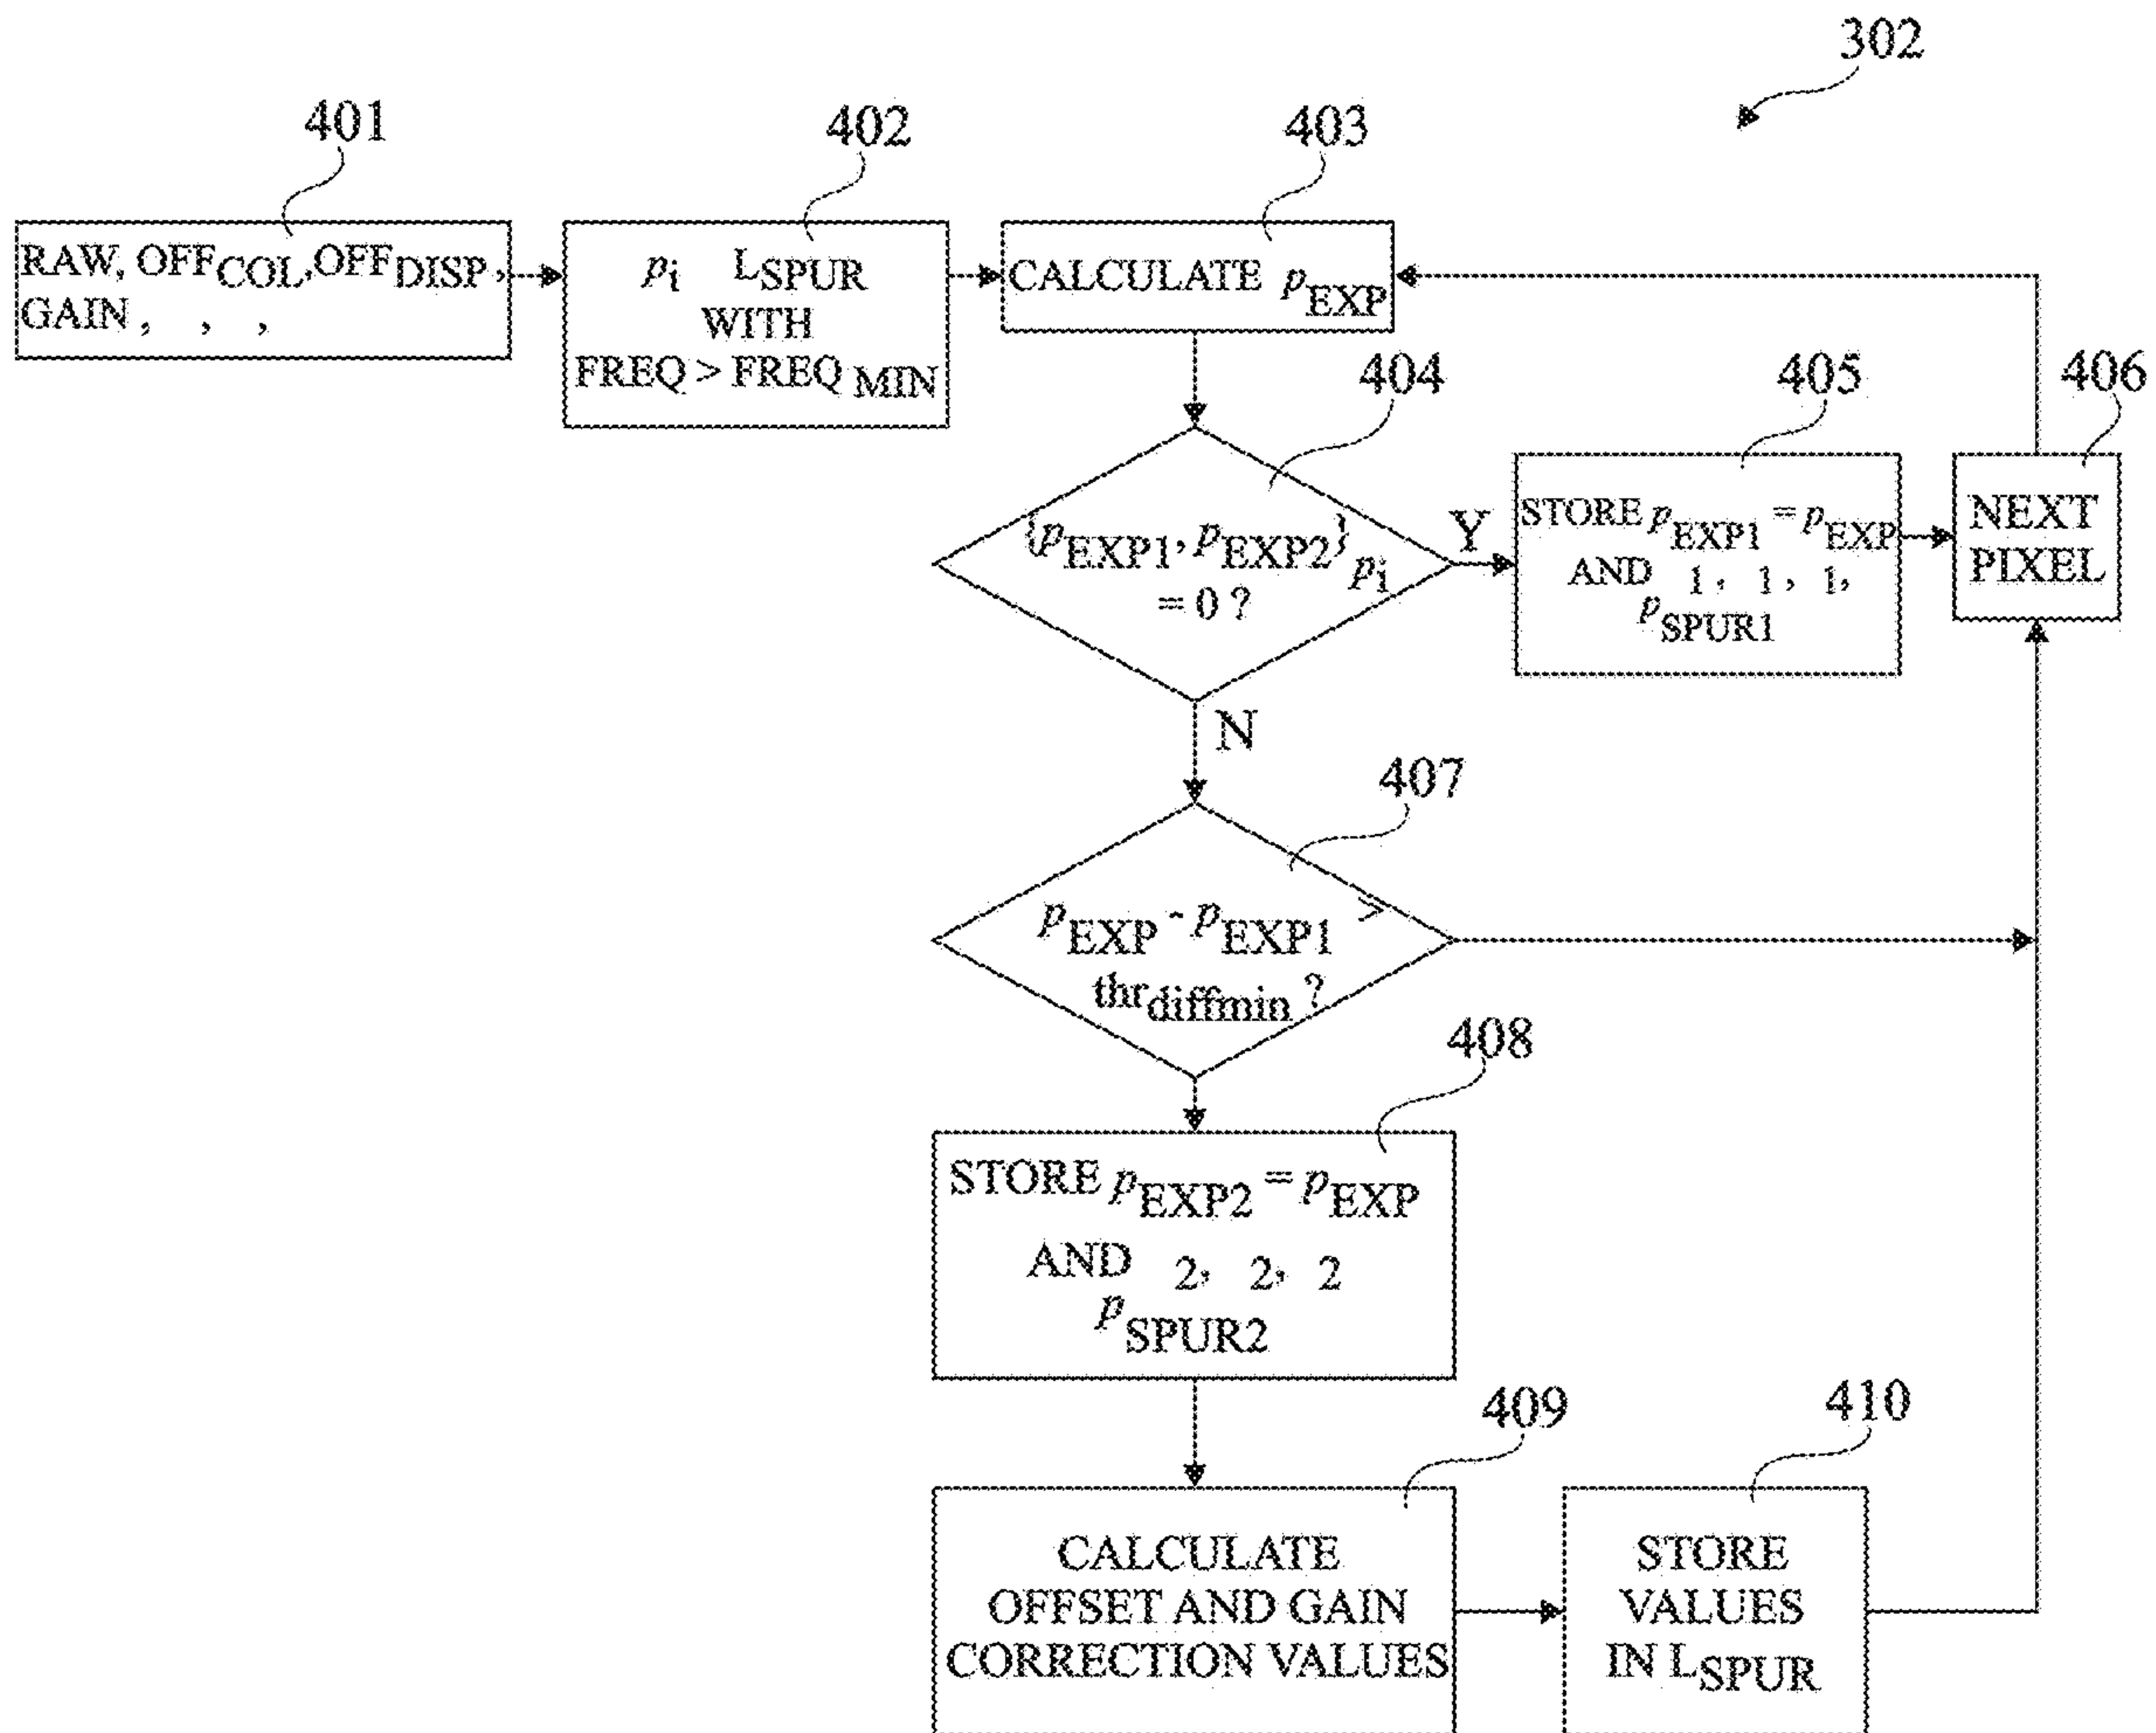 302
401
402
403
RAW, OFFCOL,OFFDISP,
GAIN, , ,
pi LSPUR
WITH
FREQ > FREQ MIN
CALCULATE pEXP
404
405
406
{pEXP1, pEXP2}pi
= 0 ?
Y
STORE pEXP1 = pEXP
AND 1, 1, 1,
pSPUR1
NEXT
PIXEL
N
407
pEXP - pEXP1 >
thrdiffmin ?
408
STORE pEXP2 = pEXP
AND 2, 2, 2
pSPUR2
409
410
CALCULATE
OFFSET AND GAIN
CORRECTION VALUES
STORE
VALUES
IN LSPUR